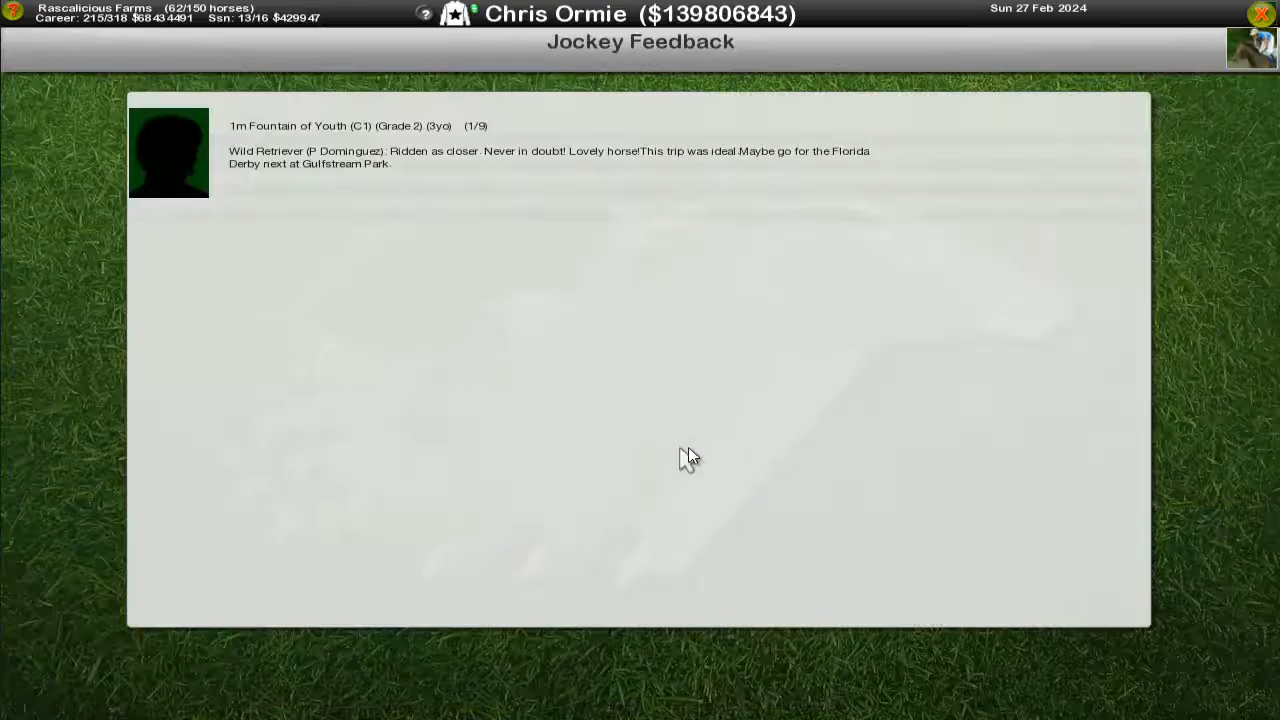 Rascalicious Farms (62/150 horses)
Career: 215/318 $68434491 Ssn: 13/16 $429947
? Chris Ormie ($139806843)
Sun 27 Feb 2024
Jockey Feedback
1m Fountain of Youth (C1) (Grade 2) (3yo) (1/9)
Wild Retriever (P Dominguez): Ridden as closer. Never in doubt! Lovely horse!This trip was ideal.Maybe go for the Florida
Derby next at Gulfstream Park.